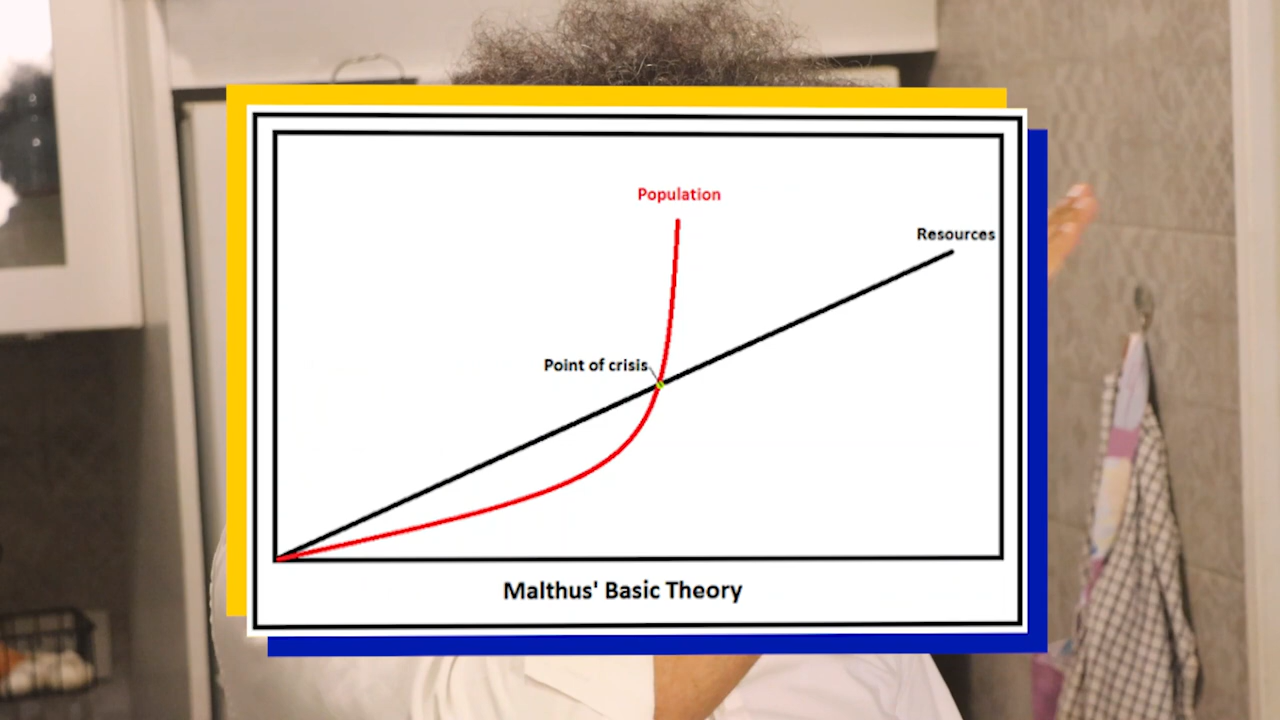 Population
Resources
Point of crisis
Malthus' Basic Theory